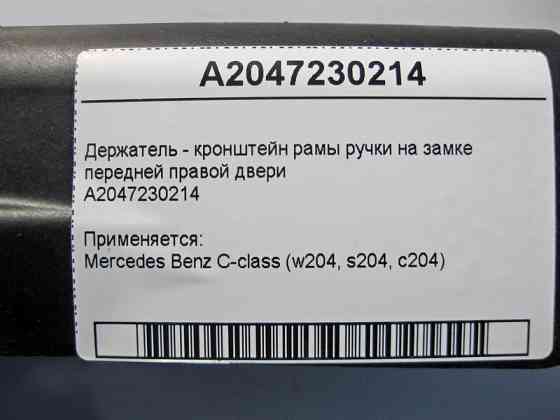 A2047230214
Держатель - кронштейн рамы ручки на замке
передней правой двери
A2047230214
Применяется:
Mercedes Benz C-class (w204, s204, c204)